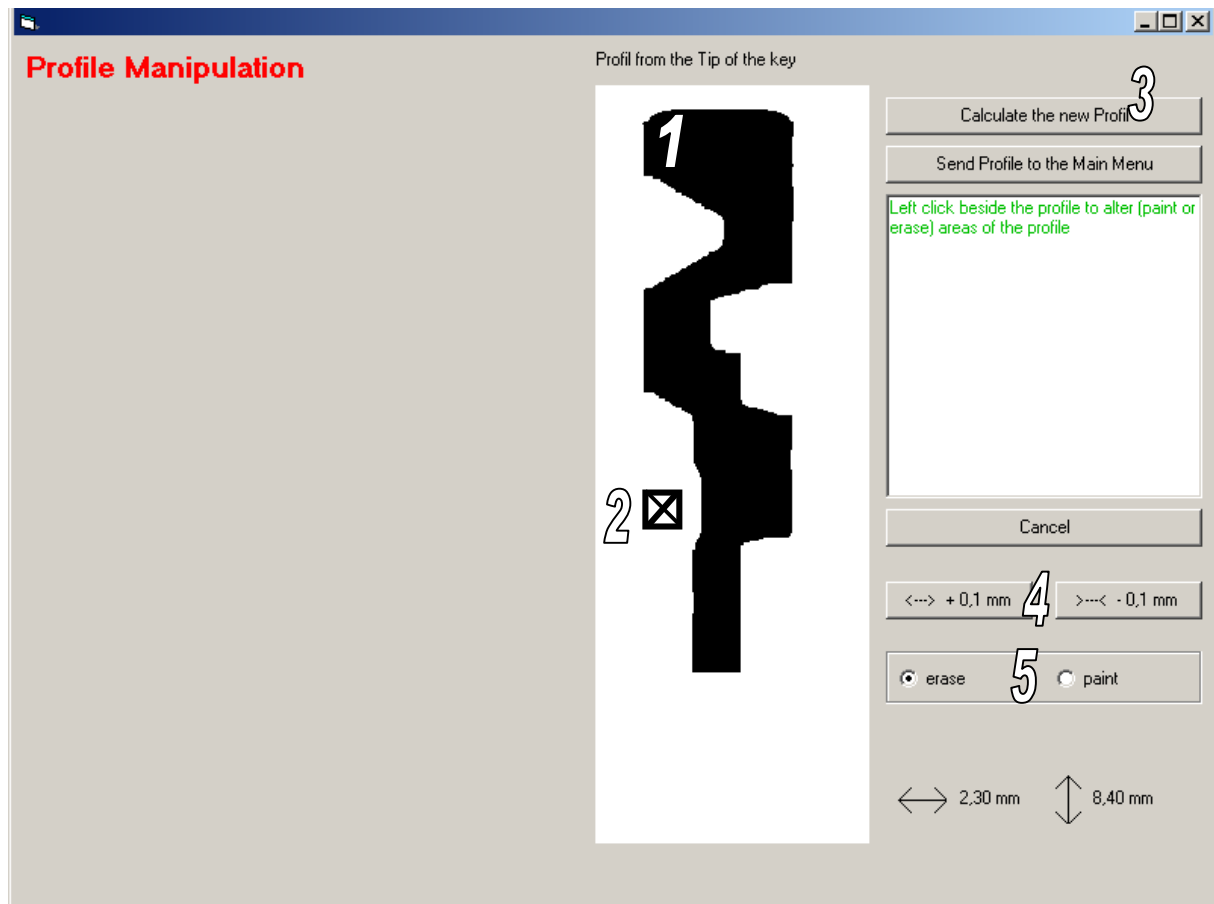 Profile Manipulation
Profil from the Tip of the key
1
2
3
Calculate the new Profil
Send Profile to the Main Menu
Left click beside the profile to alter (paint or
erase) areas of the profile
Cancel
<---> + 0,1 mm
4
>---< - 0,1 mm
erase
5
paint
2,30 mm
8,40 mm